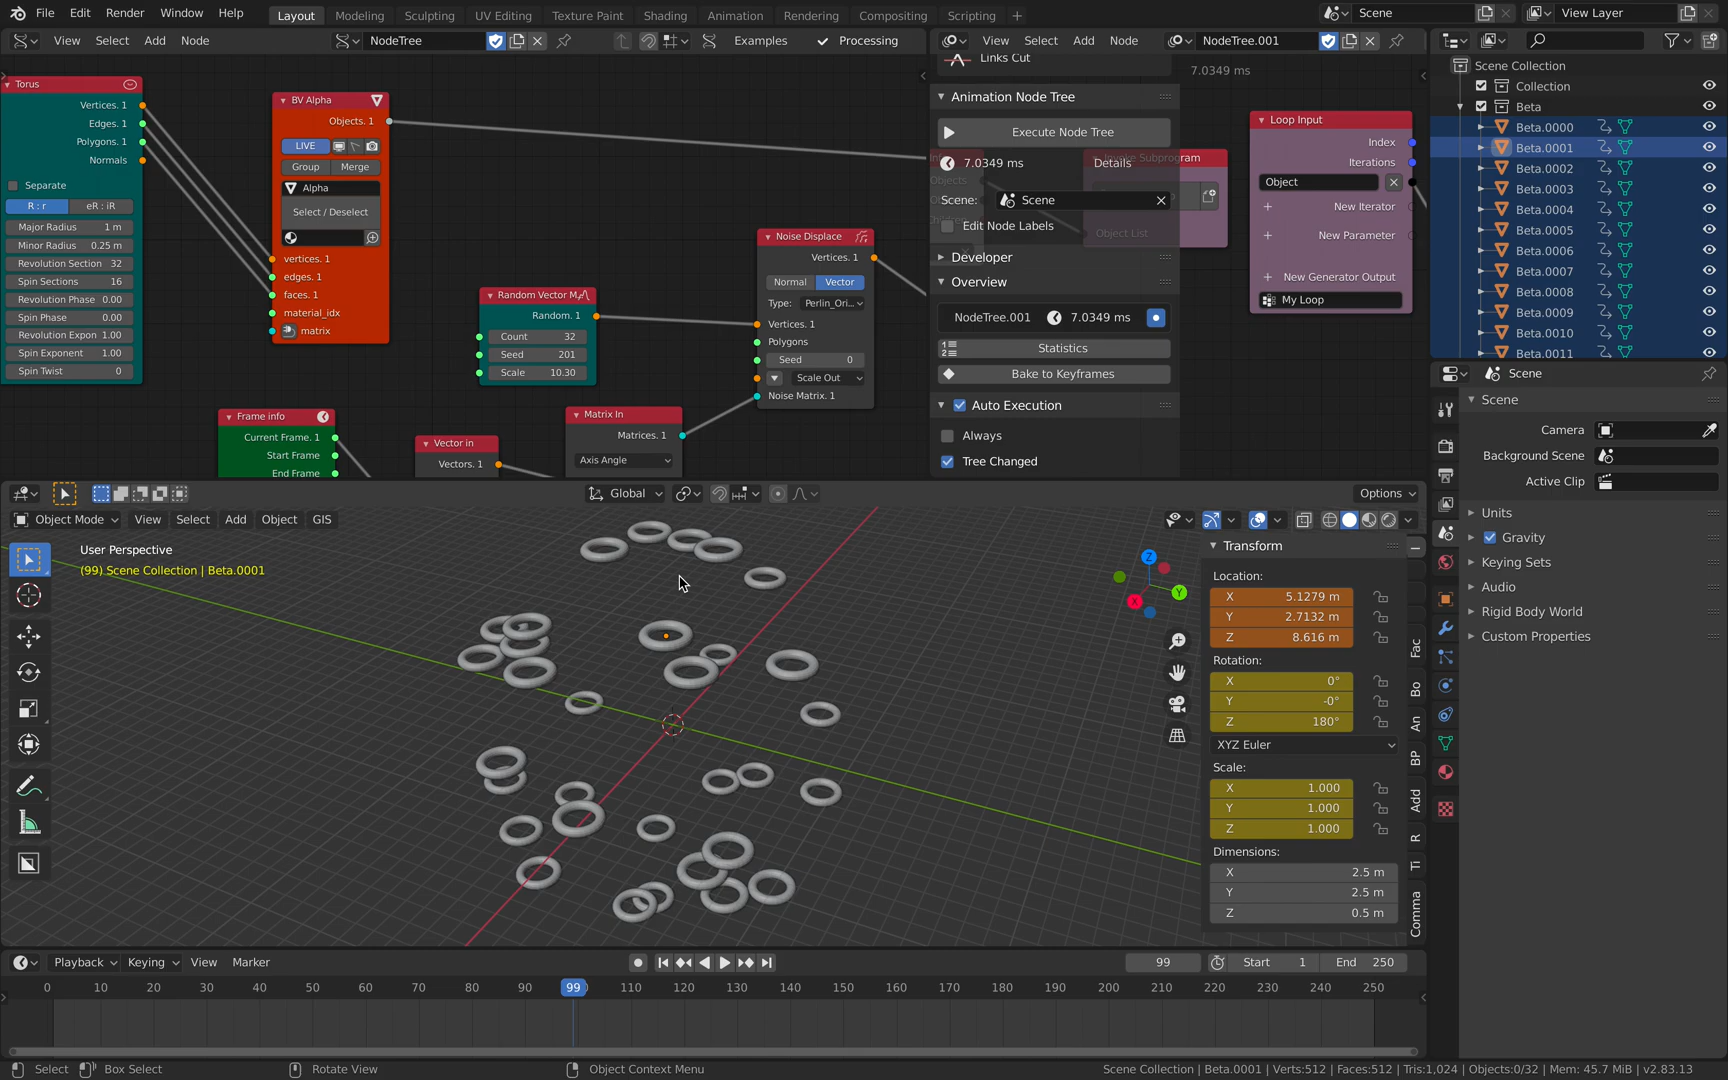 File Edit Render Window Help Layout Modeling Sculpting UV Editing Texture Paint Shading Animation Rendering Compositing Scripting + Scene View Layer
View Select Add Node NodeTree Examples Processing
View Select Add Node NodeTree.001
Torus
Vertices. 1
Edges. 1
Polygons. 1
Normals
Separate
R : r eR : iR
Major Radius 1 m
Minor Radius 0.25 m
Revolution Section 32
Spin Sections 16
Revolution Phase 0.00
Spin Phase 0.00
Revolution Expon 1.00
Spin Exponent 1.00
Spin Twist 0
BV Alpha
Objects. 1
LIVE
Group Merge
Alpha
Select / Deselect
vertices. 1
edges. 1
faces. 1
material_idx
matrix
Frame info
Current Frame. 1
Start Frame
End Frame
Vector in
Vectors. 1
Random Vector M
Random. 1
Count 32
Seed 201
Scale 10.30
Matrix In
Matrices. 1
Axis Angle
Noise Displace
Vertices. 1
Normal Vector
Type: Perlin_Ori...
Vertices. 1
Polygons
Seed 0
Scale Out
Noise Matrix. 1
Links Cut
7.0349 ms
Animation Node Tree
Execute Node Tree
7.0349 ms Details
Scene: Scene
Edit Node Labels
Developer
Overview
NodeTree.001 7.0349 ms
Statistics
Bake to Keyframes
Auto Execution
Always
Tree Changed
Subprogram
Object List
Loop Input
Index
Iterations
Object
New Iterator
New Parameter
New Generator Output
My Loop
Scene Collection
Collection
Beta
Beta.0000
Beta.0001
Beta.0002
Beta.0003
Beta.0004
Beta.0005
Beta.0006
Beta.0007
Beta.0008
Beta.0009
Beta.0010
Beta.0011
Scene
Scene
Camera
Background Scene
Active Clip
Units
Gravity
Keying Sets
Audio
Rigid Body World
Custom Properties
Global Options
Object Mode View Select Add Object GIS
User Perspective
(99) Scene Collection | Beta.0001
Z
Y
X
Transform
Location:
X 5.1279 m
Y 2.7132 m
Z 8.616 m
Rotation:
X 0°
Y -0°
Z 180°
XYZ Euler
Scale:
X 1.000
Y 1.000
Z 1.000
Dimensions:
X 2.5 m
Y 2.5 m
Z 0.5 m
Fac
Bo
An
BP
Add
R
Ti
Comma
Playback Keying View Marker 99 Start 1 End 250
0 10 20 30 40 50 60 70 80 99 110 120 130 140 150 160 170 180 190 200 210 220 230 240 250
Select Box Select Rotate View Object Context Menu Scene Collection | Beta.0001 | Verts:512 | Faces:512 | Tris:1,024 | Objects:0/32 | Mem: 45.7 MiB | v2.83.13